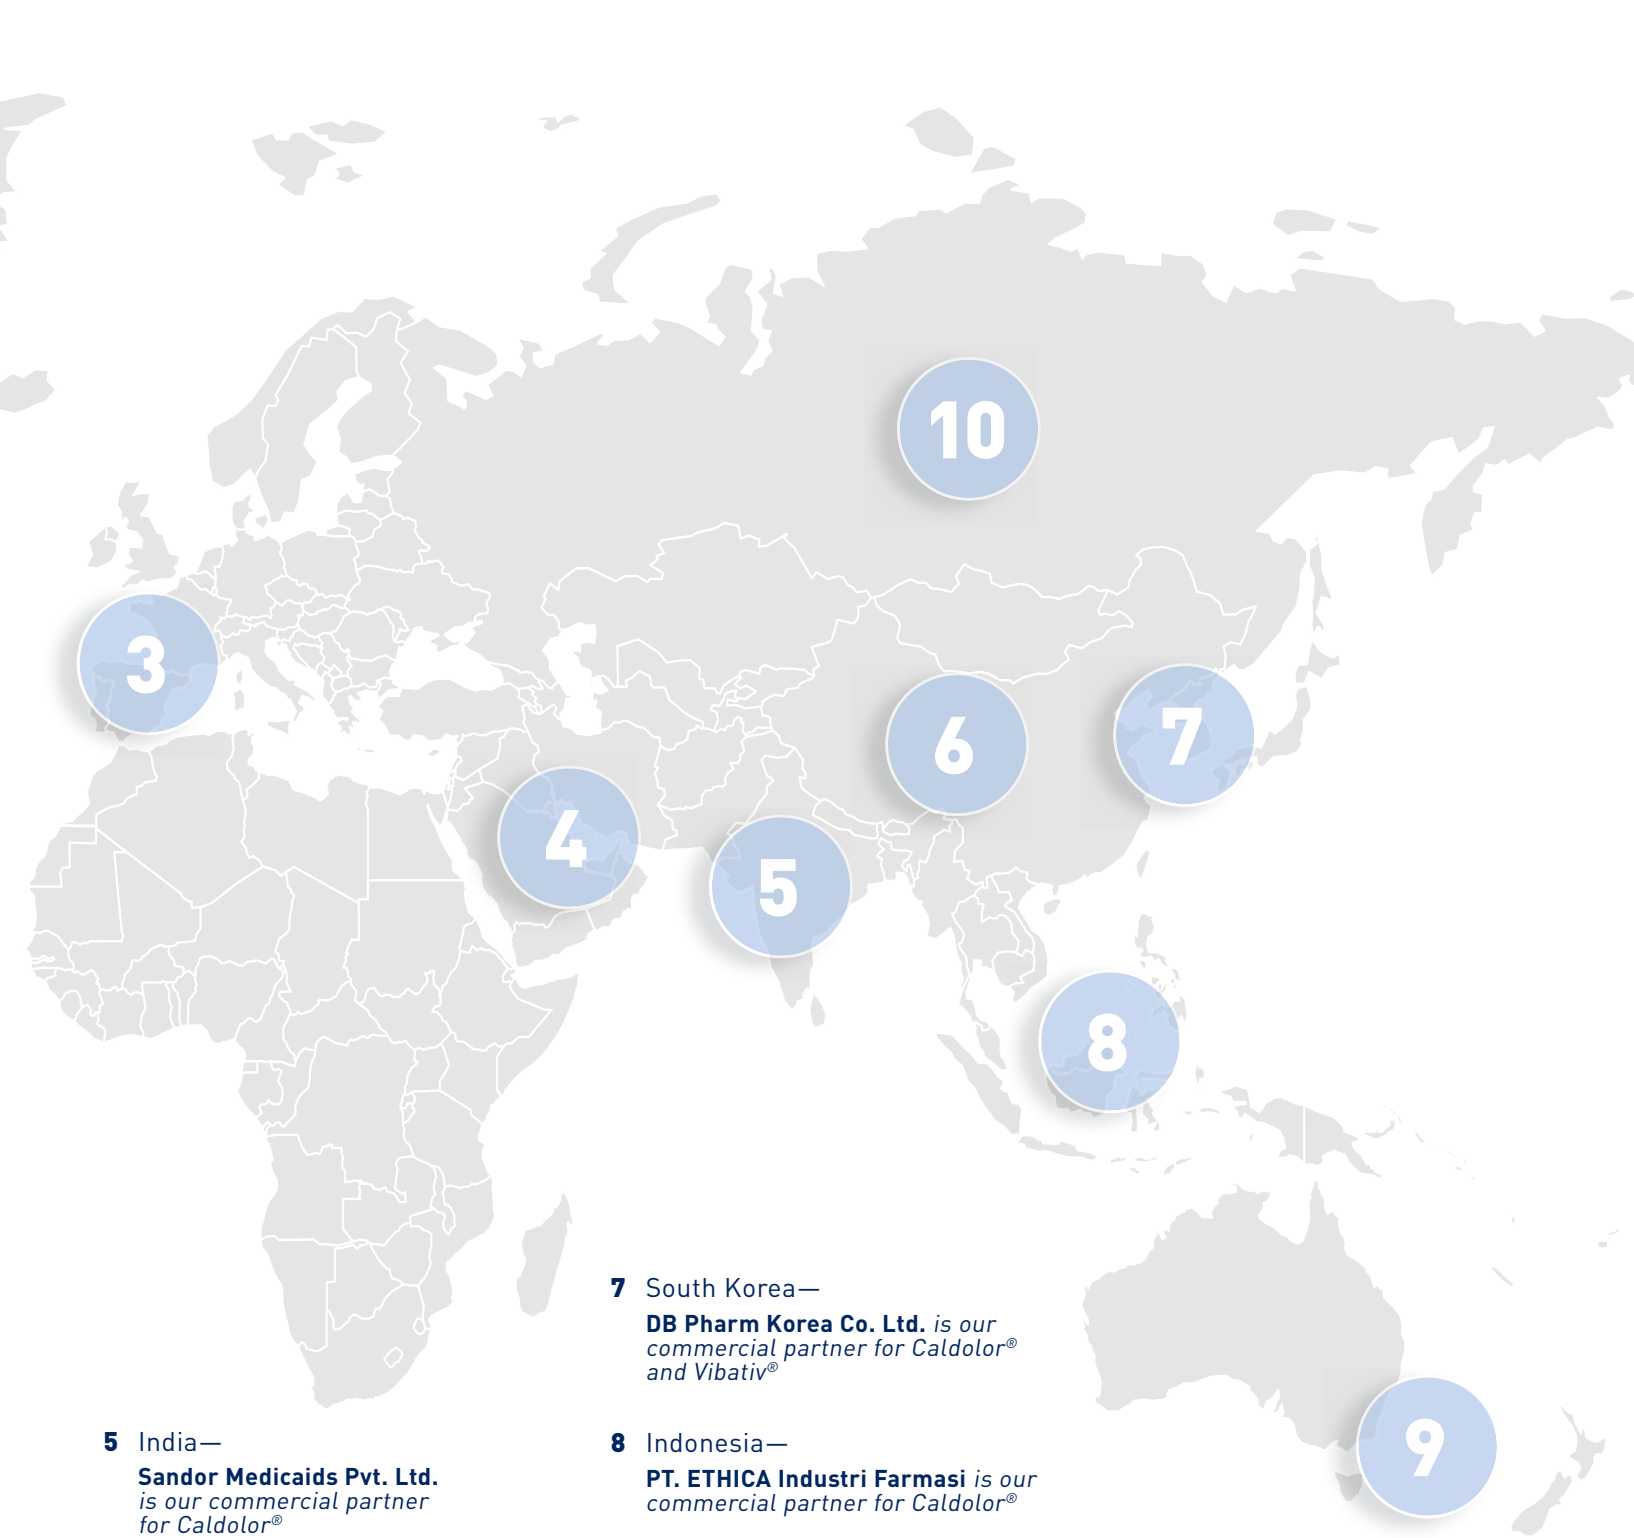 10
3
6
7
4
5
8
9
7 South Korea—
DB Pharm Korea Co. Ltd. is our
commercial partner for Caldolor®
and Vibativ®
5 India—
Sandor Medicaids Pvt. Ltd.
is our commercial partner
for Caldolor®
8 Indonesia—
PT. ETHICA Industri Farmasi is our
commercial partner for Caldolor®